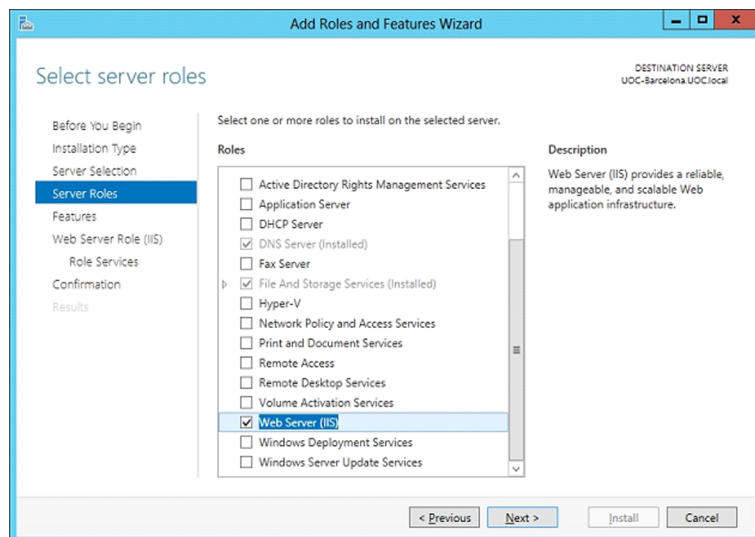 Add Roles and Features Wizard
Select server roles
DESTINATION SERVER
UOC-Barcelona.UOC.local
Before You Begin
Installation Type
Server Selection
Server Roles
Features
Web Server Role (IIS)
Role Services
Confirmation
Results
Select one or more roles to install on the selected server.
Roles
Active Directory Rights Management Services
Application Server
DHCP Server
DNS Server (Installed)
Fax Server
File And Storage Services (Installed)
Hyper-V
Network Policy and Access Services
Print and Document Services
Remote Access
Remote Desktop Services
Volume Activation Services
Web Server (IIS)
Windows Deployment Services
Windows Server Update Services
Description
Web Server (IIS) provides a reliable,
manageable, and scalable Web
application infrastructure.
< Previous
Next >
Install
Cancel